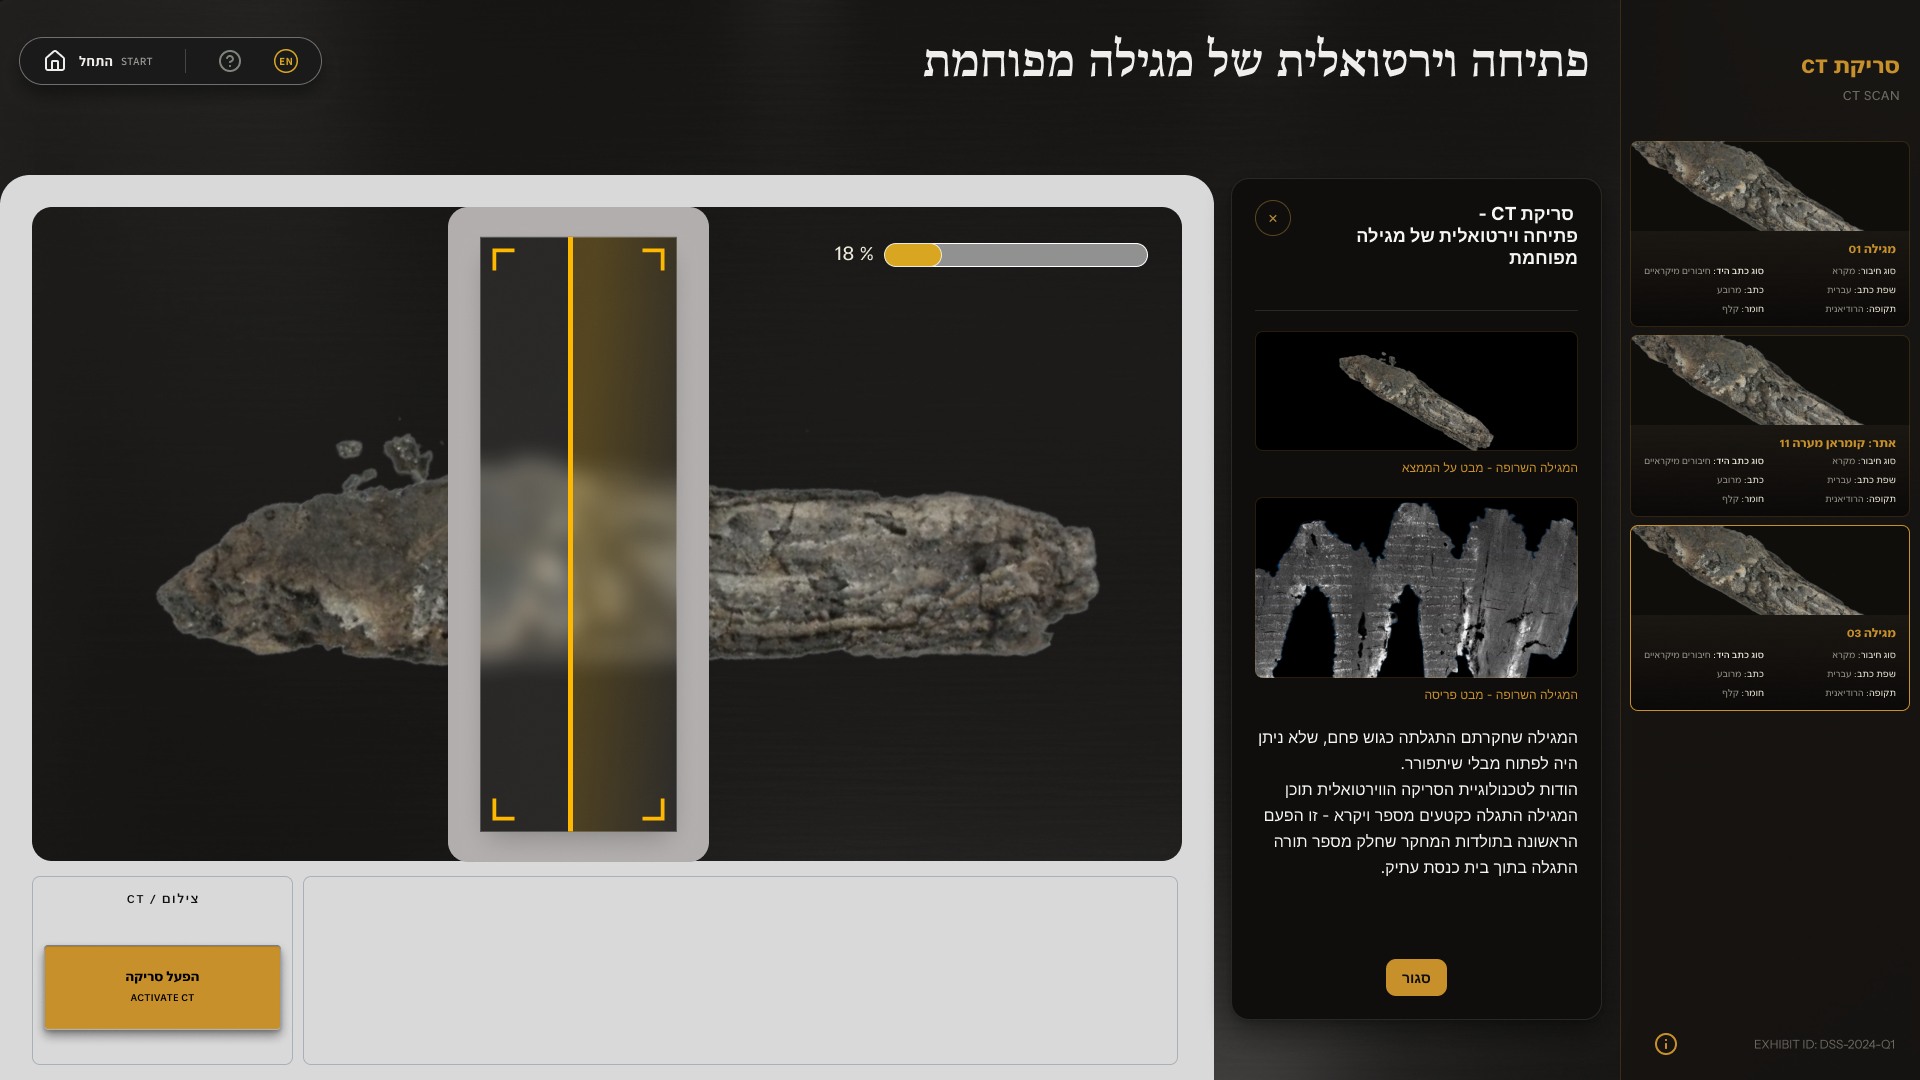 פתיחה וירטואלית של מגילה מפוחמת
התחל START
EN
סריקת CT
CT SCAN
מגילה 01
סוג חיבור: מקרא
סוג כתב היד: חיבורים מיקראיים
שפת כתב: עברית
כתב: מרובע
תקופה: הרודיאנית
חומר: קלף
אתר: קומראן מערה 11
סוג חיבור: מקרא
סוג כתב היד: חיבורים מיקראיים
שפת כתב: עברית
כתב: מרובע
תקופה: הרודיאנית
חומר: קלף
מגילה 03
סוג חיבור: מקרא
סוג כתב היד: חיבורים מיקראיים
שפת כתב: עברית
כתב: מרובע
תקופה: הרודיאנית
חומר: קלף
EXHIBIT ID: DSS-2024-Q1
סריקת CT -
פתיחה וירטואלית של מגילה
מפוחמת
המגילה השרופה - מבט על הממצא
המגילה השרופה - מבט פריסה
המגילה שחקרתם התגלתה כגוש פחם, שלא ניתן
היה לפתוח מבלי שיתפורר.
הודות לטכנולוגיית הסריקה הווירטואלית תוכן
המגילה התגלה כקטעים מספר ויקרא - זו הפעם
הראשונה בתולדות המחקר שחלק מספר תורה
התגלה בתוך בית כנסת עתיק.
סגור
18 %
צילום / CT
הפעל סריקה
ACTIVATE CT